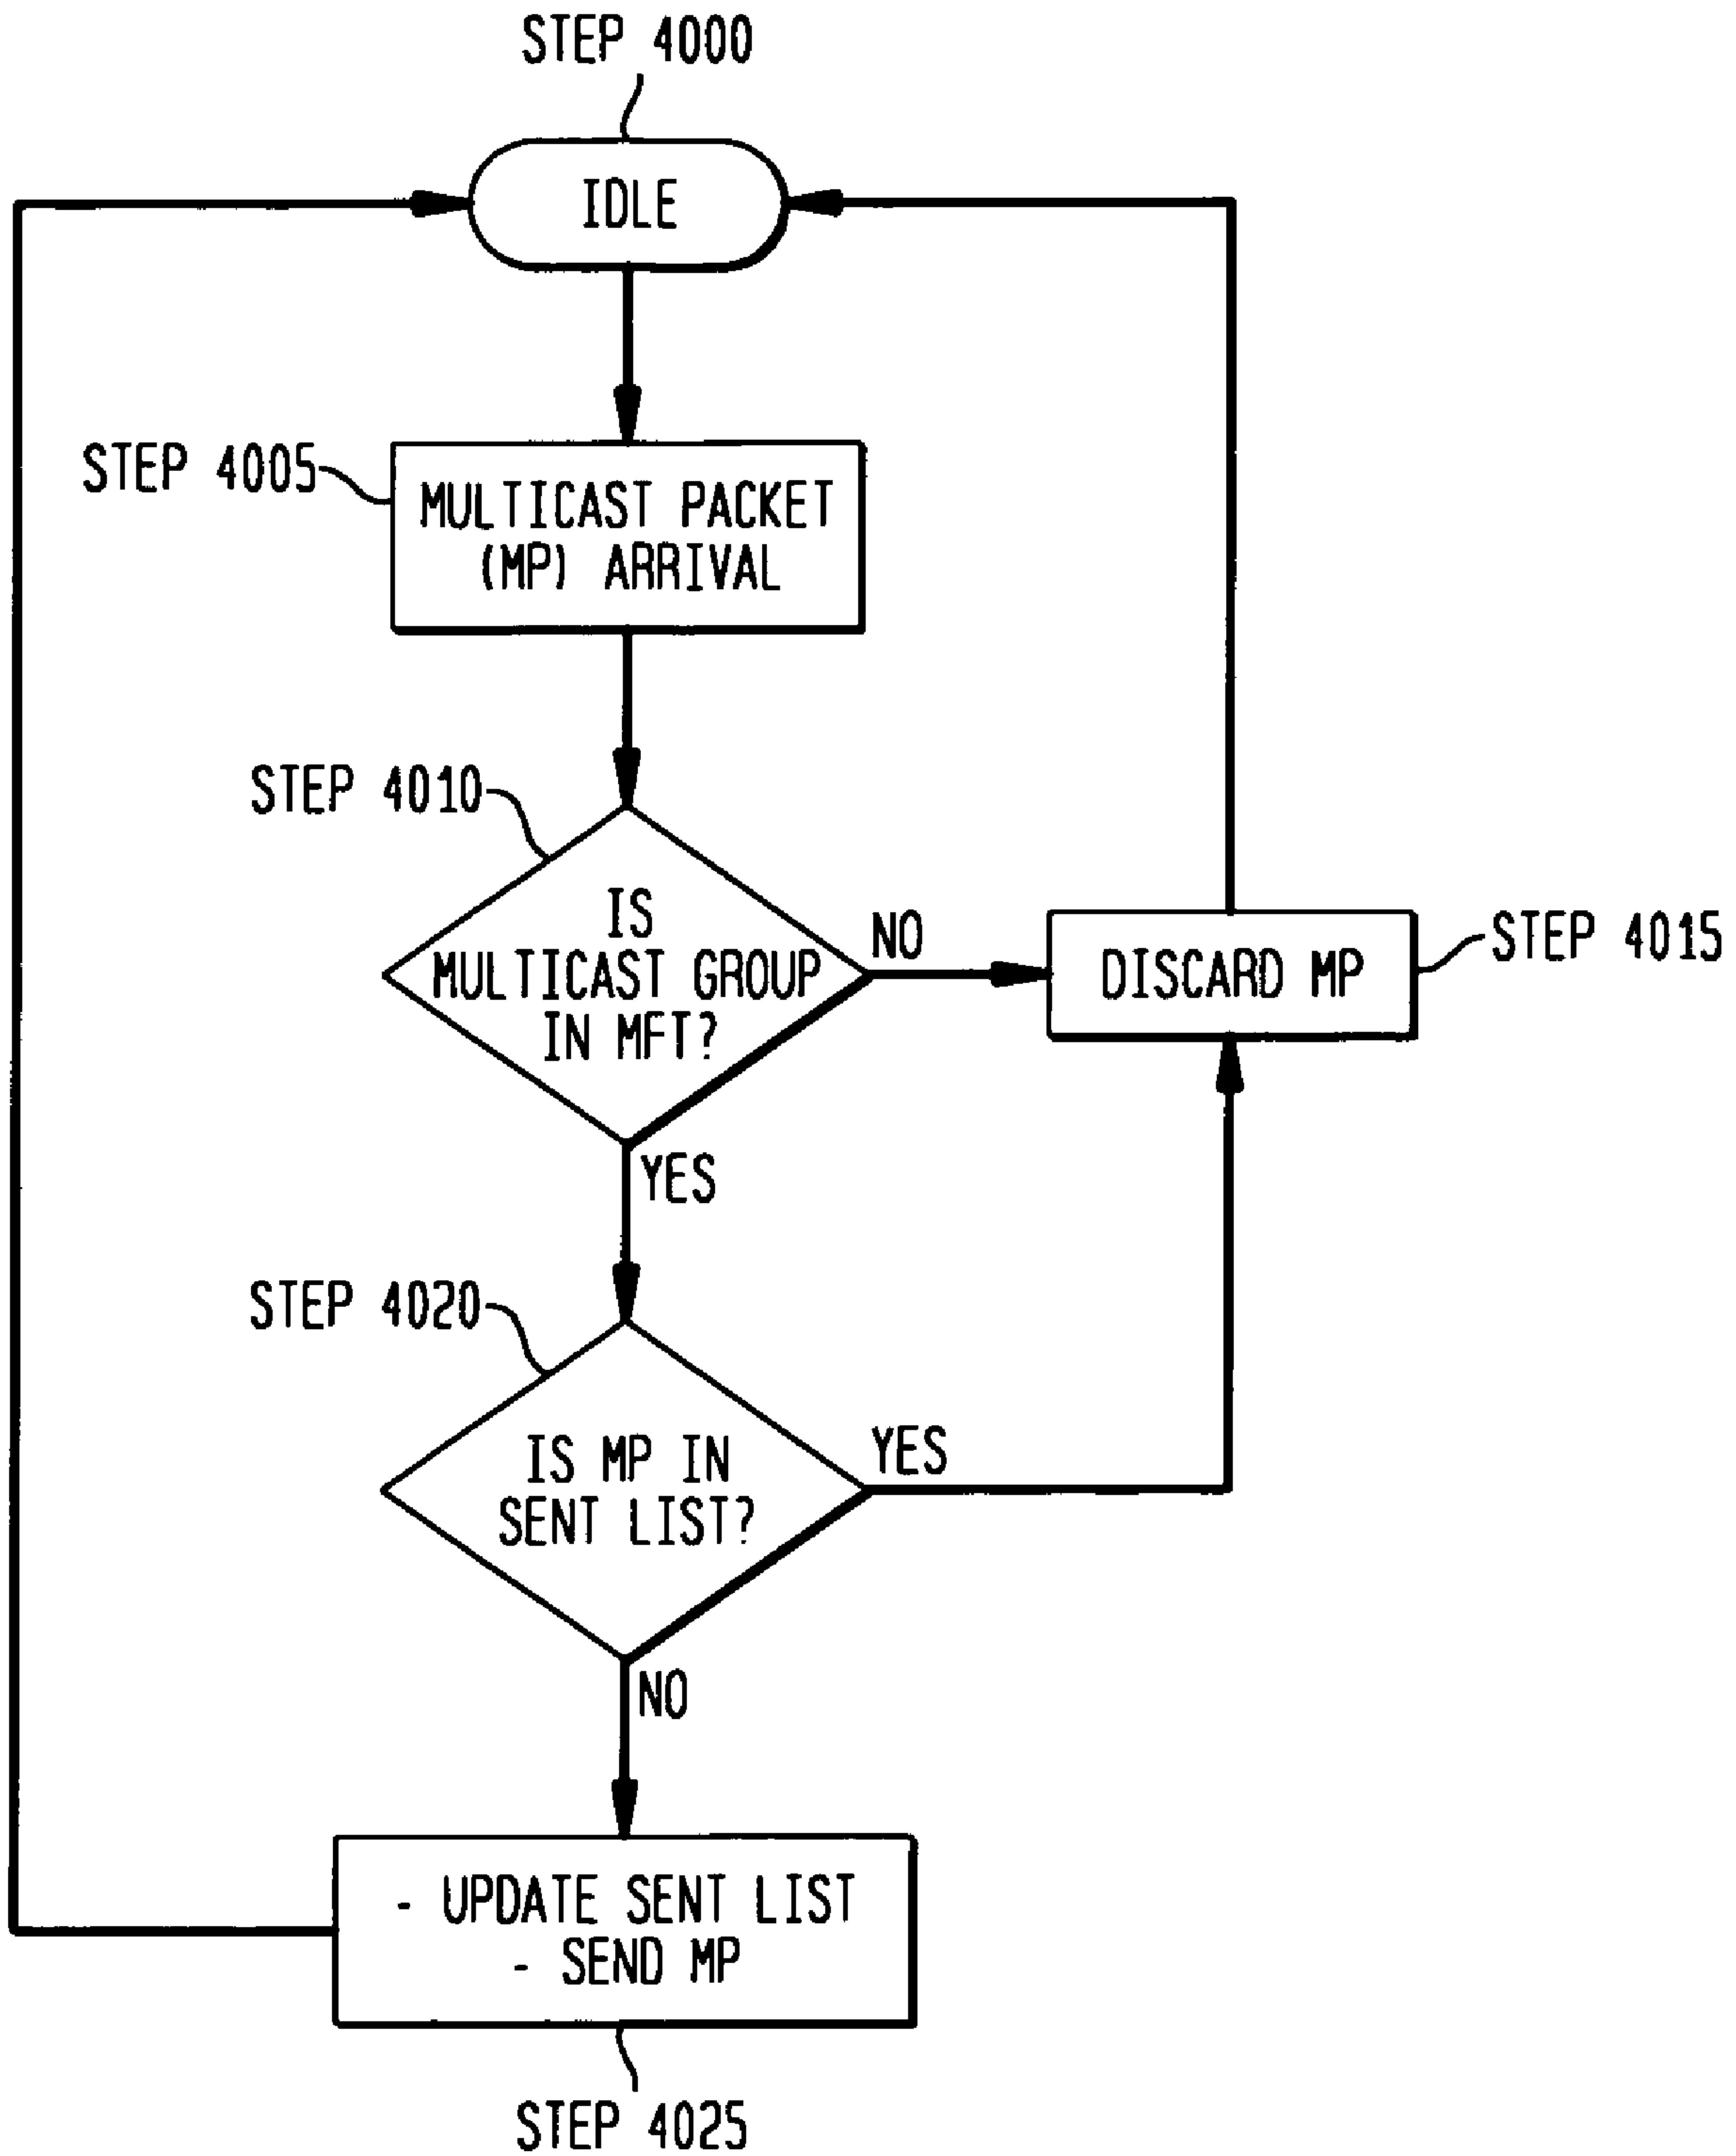 STEP 4000
IDLE
STEP 4005
MULTICAST PACKET
(MP) ARRIVAL
STEP 4010
IS
MULTICAST GROUP
IN MFT?
NO
DISCARD MP
STEP 4015
YES
STEP 4020
IS MP IN
SENT LIST?
YES
NO
- UPDATE SENT LIST
- SEND MP
STEP 4025